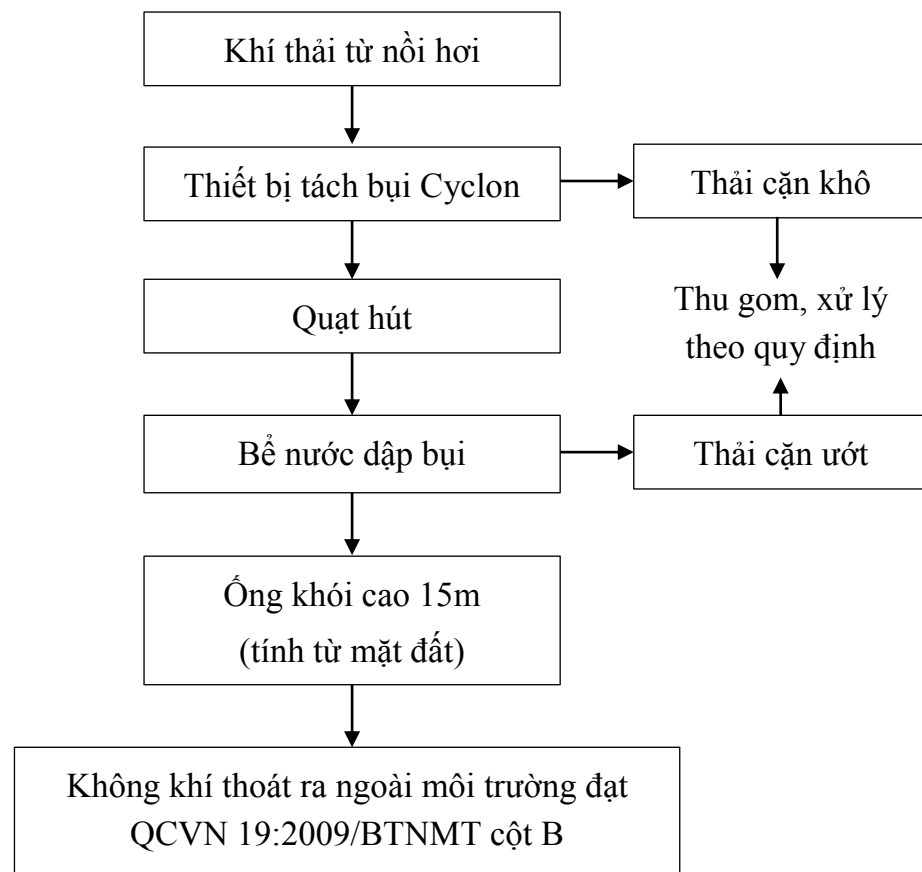 Khí thải từ nồi hơi
Thiết bị tách bụi Cyclon
Thải cặn khô
Quạt hút
Thu gom, xử lý
theo quy định
Bể nước dập bụi
Thải cặn ướt
Ống khói cao 15m
(tính từ mặt đất)
Không khí thoát ra ngoài môi trường đạt
QCVN 19:2009/BTNMT cột B